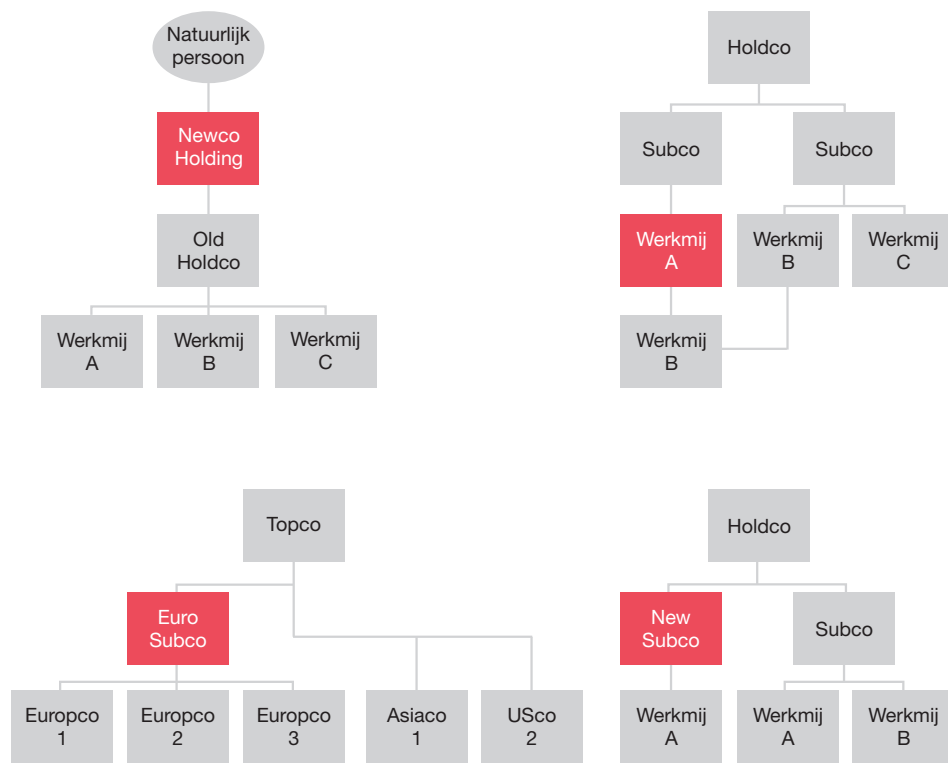 Natuurlijk
persoon
Newco
Holding
Old
Holdco
Werkmij
A
Werkmij
B
Werkmij
C
Holdco
Subco
Subco
Werkmij
A
Werkmij
B
Werkmij
C
Werkmij
B
Topco
Euro
Subco
Europco
1
Europco
2
Europco
3
Asiaco
1
USco
2
Holdco
New
Subco
Subco
Werkmij
A
Werkmij
A
Werkmij
B